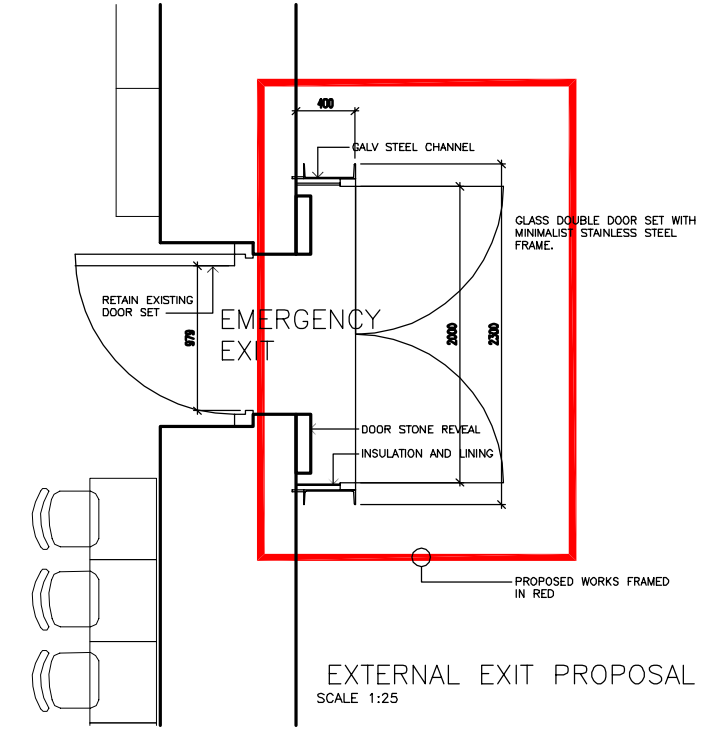 400
GALV STEEL CHANNEL
GLASS DOUBLE DOOR SET WITH
MINIMALIST STAINLESS STEEL
FRAME.
RETAIN EXISTING
DOOR SET
979
EMERGENCY
EXIT
2000
2300
DOOR STONE REVEAL
INSULATION AND LINING
PROPOSED WORKS FRAMED
IN RED
EXTERNAL EXIT PROPOSAL
SCALE 1:25